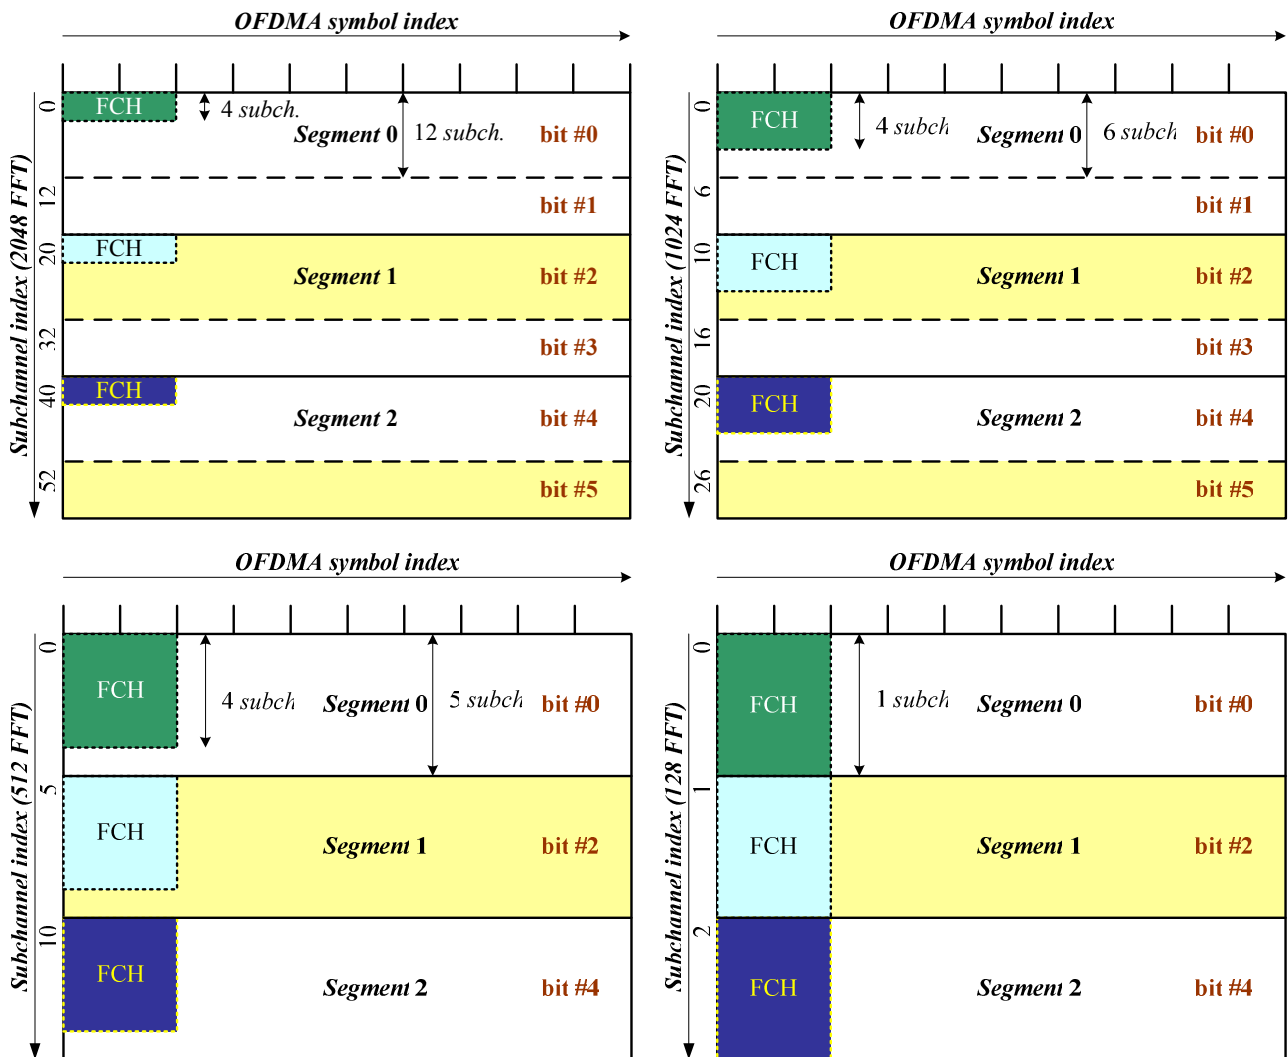 OFDMA symbol index
Subchannel index (2048 FFT)
0
12
20
32
40
52
FCH
4 subch.
Segment 0
12 subch.
bit #0
bit #1
FCH
Segment 1
bit #2
bit #3
FCH
Segment 2
bit #4
bit #5
OFDMA symbol index
Subchannel index (1024 FFT)
0
6
10
16
20
26
FCH
4 subch
Segment 0
6 subch
bit #0
bit #1
FCH
Segment 1
bit #2
bit #3
FCH
Segment 2
bit #4
bit #5
OFDMA symbol index
Subchannel index (512 FFT)
0
5
10
FCH
4 subch
Segment 0
5 subch
bit #0
FCH
Segment 1
bit #2
FCH
Segment 2
bit #4
OFDMA symbol index
Subchannel index (128 FFT)
0
1
2
FCH
1 subch
Segment 0
bit #0
FCH
Segment 1
bit #2
FCH
Segment 2
bit #4